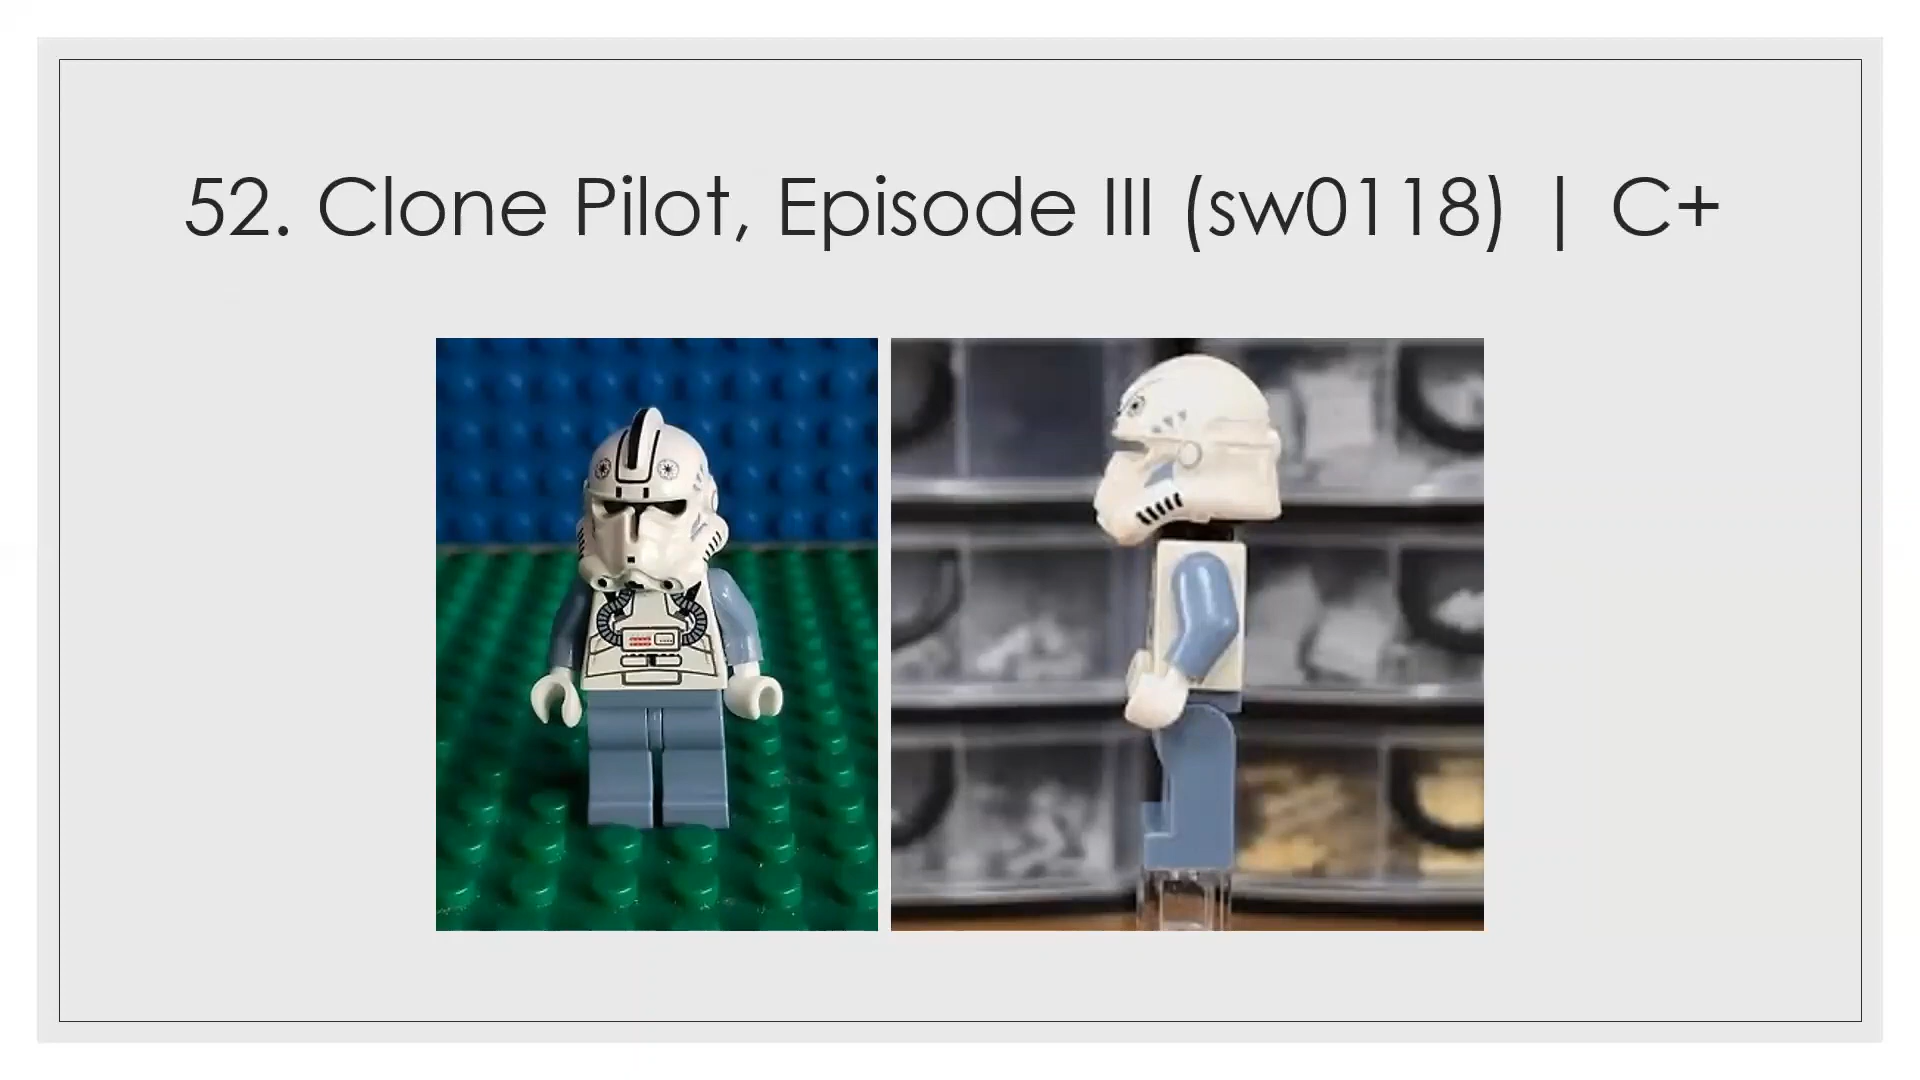 52. Clone Pilot, Episode III (sw0118) | C+